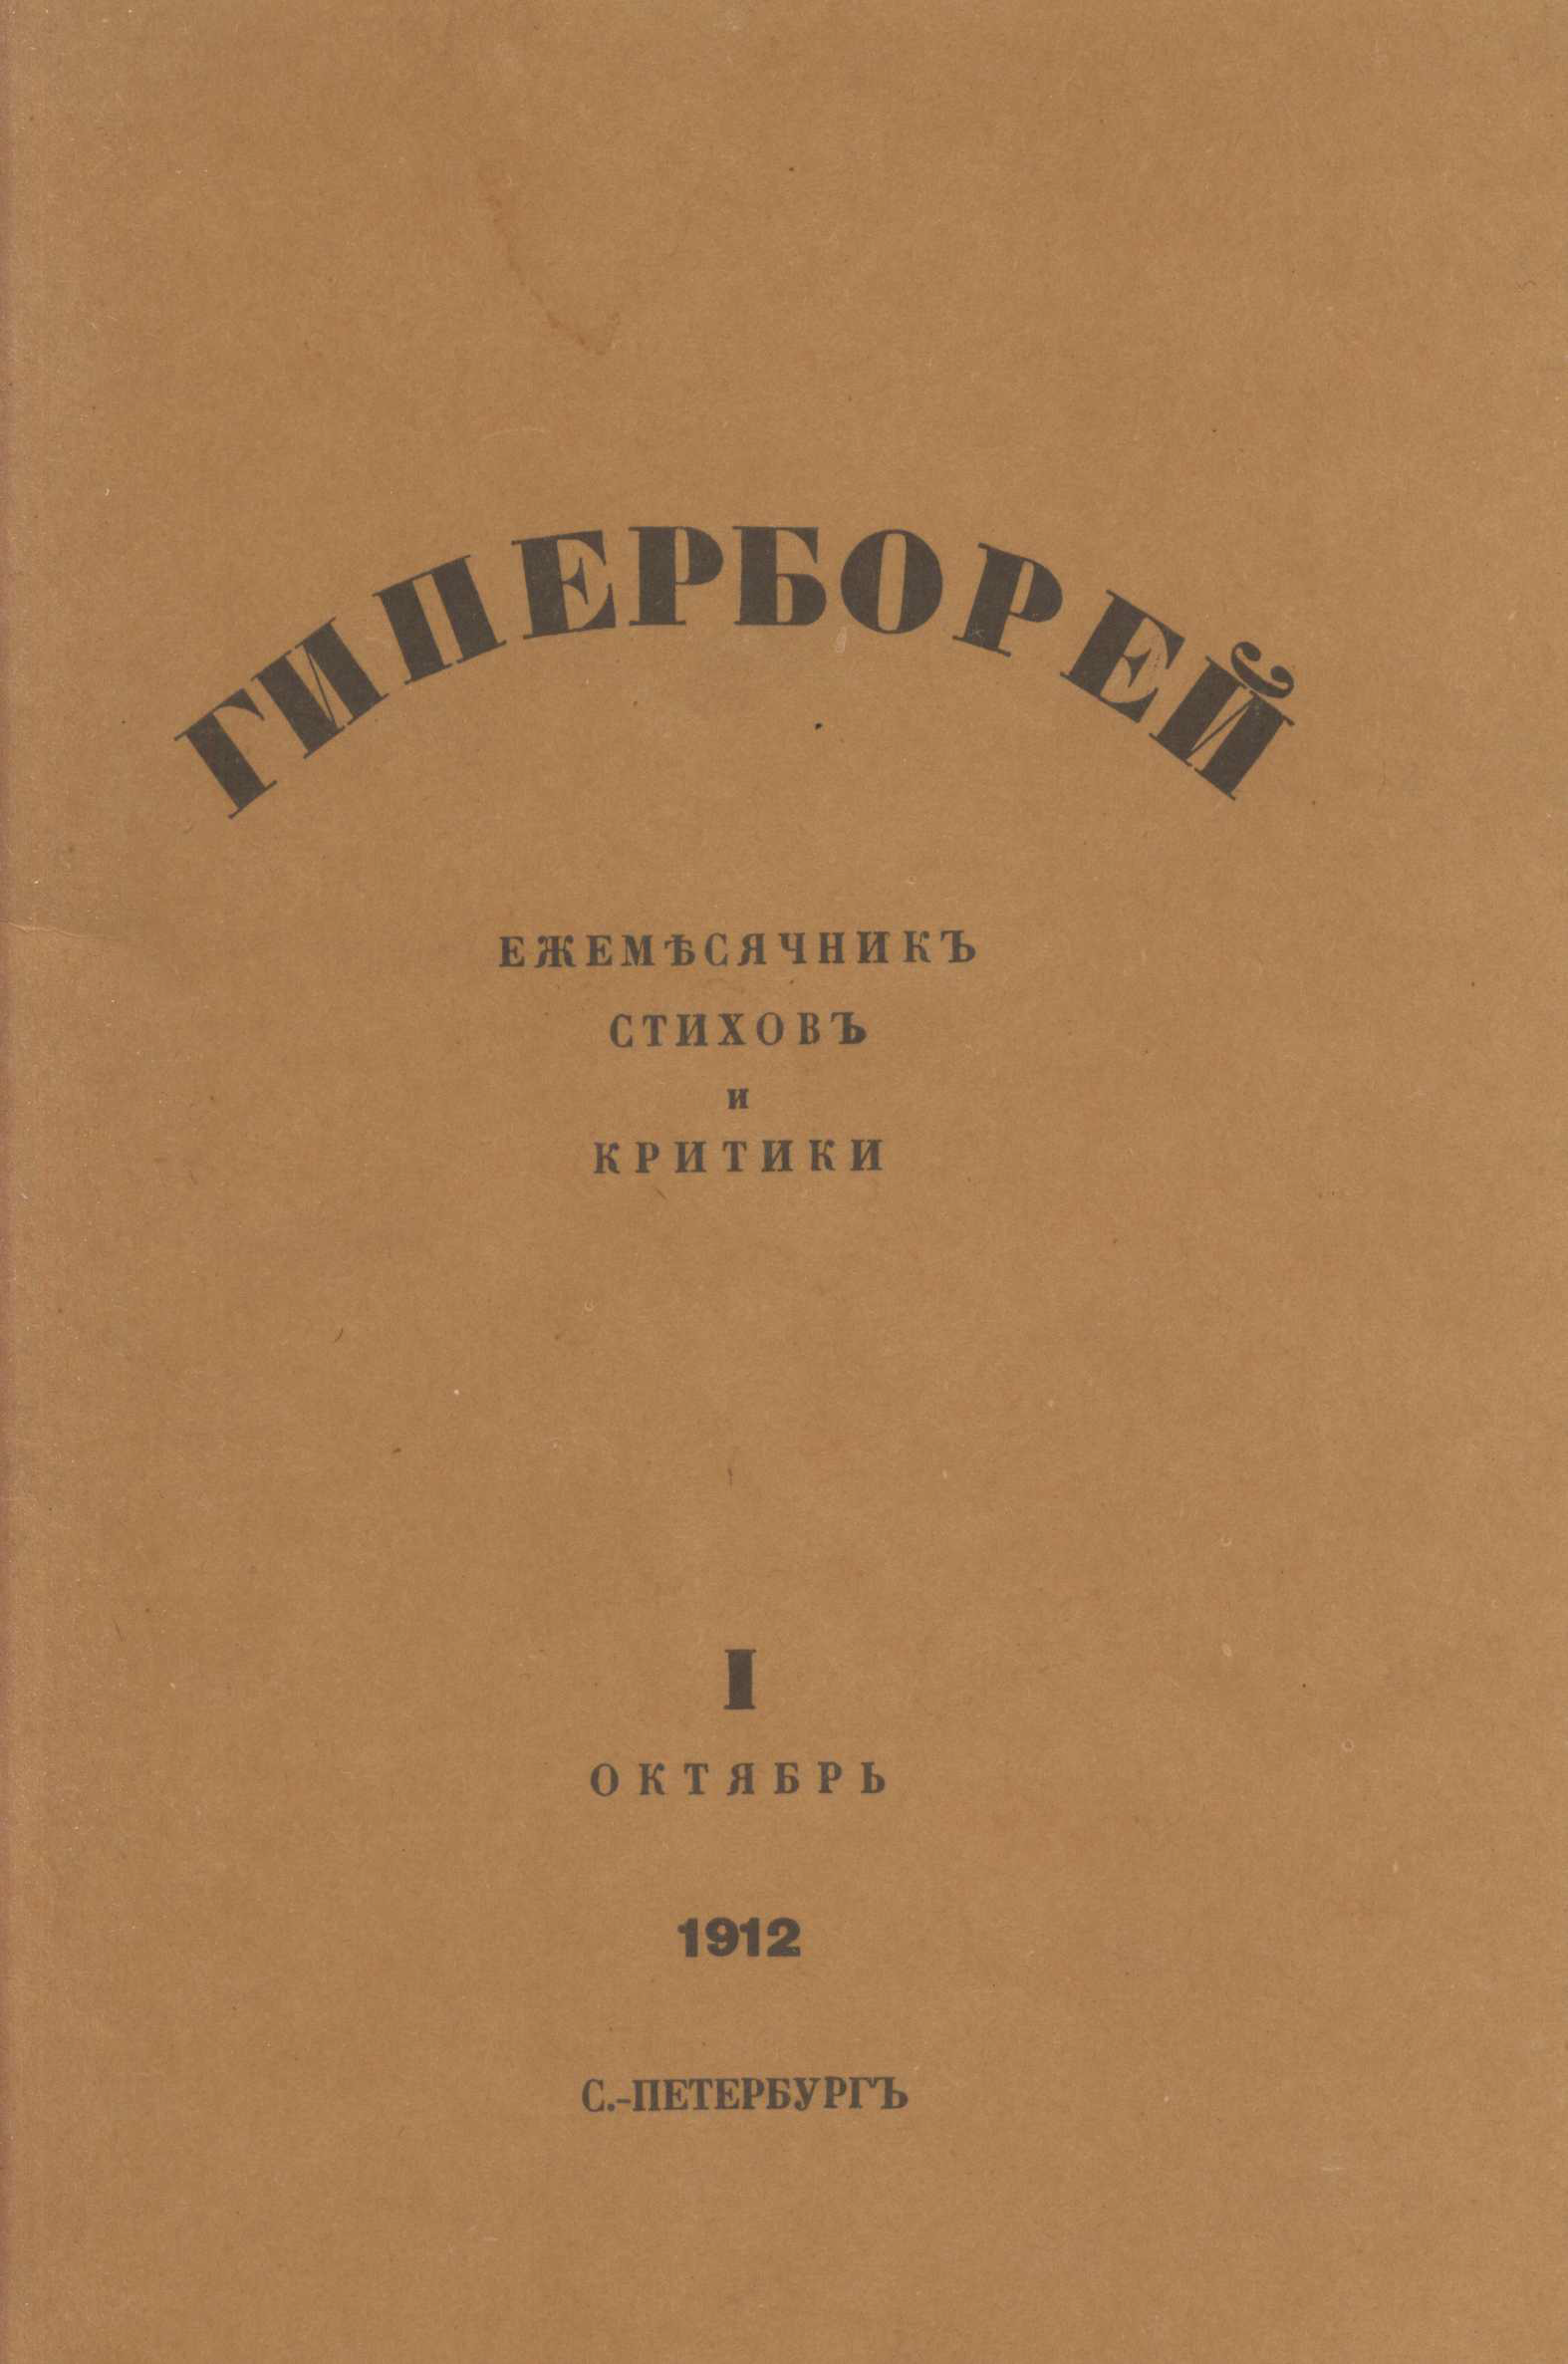 ГИПЕРБОРЕЙ
ЕЖЕМѢСЯЧНИКЪ
СТИХОВЪ
И
КРИТИКИ
I
ОКТЯБРЬ
1912
С.-ПЕТЕРБУРГЪ